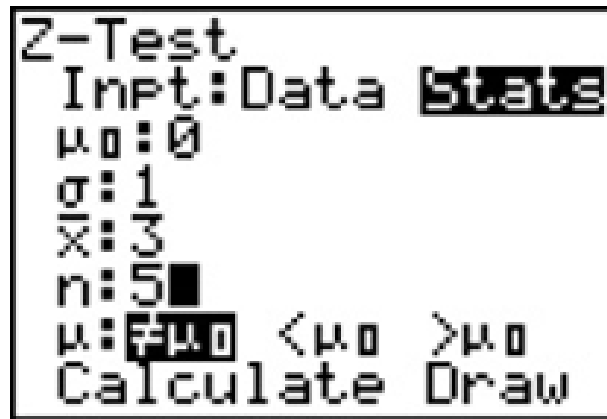 Z-Test
Inpt:Data Stats
μ₀:0
σ:1
x̄:3
n:5
μ:≠μ₀ <μ₀ >μ₀
Calculate Draw